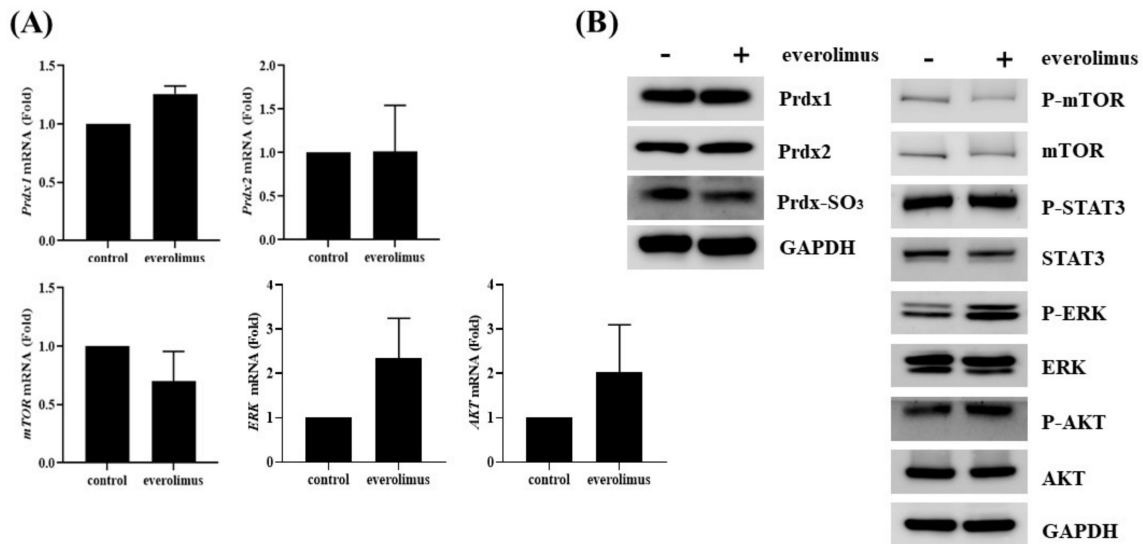 (A)
Prdx1 mRNA (Fold)
1.5
1.0
0.5
0.0
control everolimus
Prdx2 mRNA (Fold)
2.0
1.5
1.0
0.5
0.0
control everolimus
mTOR mRNA (Fold)
1.5
1.0
0.5
0.0
control everolimus
ERK mRNA (Fold)
4
3
2
1
0
control everolimus
AKT mRNA (Fold)
4
3
2
1
0
control everolimus
(B)
- + everolimus
Prdx1
Prdx2
Prdx-SO₃
GAPDH
- + everolimus
P-mTOR
mTOR
P-STAT3
STAT3
P-ERK
ERK
P-AKT
AKT
GAPDH